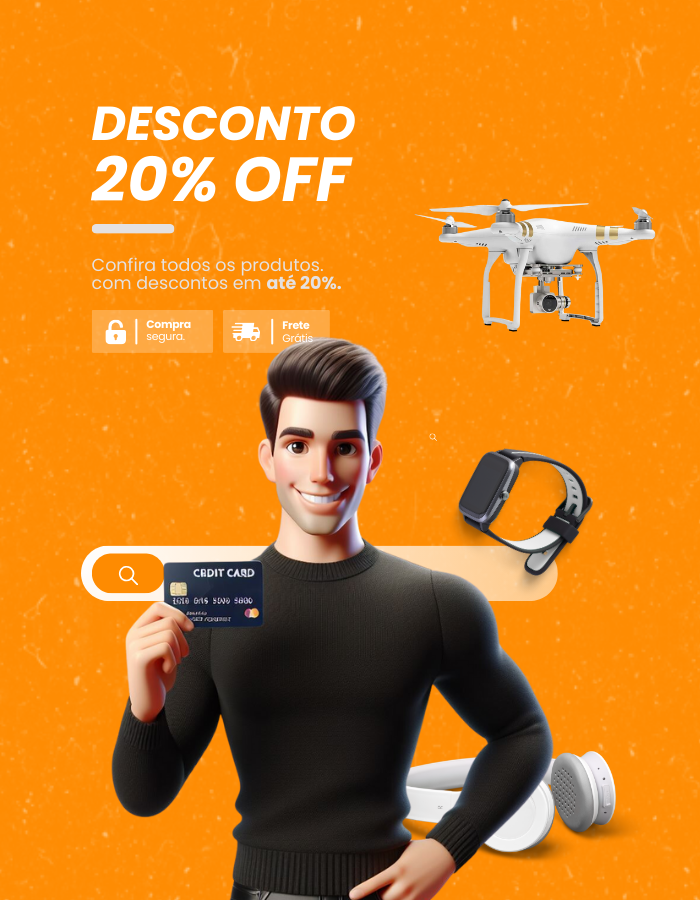 DESCONTO
20% OFF
Confira todos os produtos.
com descontos em até 20%.
Compra
segura.
Frete
Grátis
CRDIT CARD